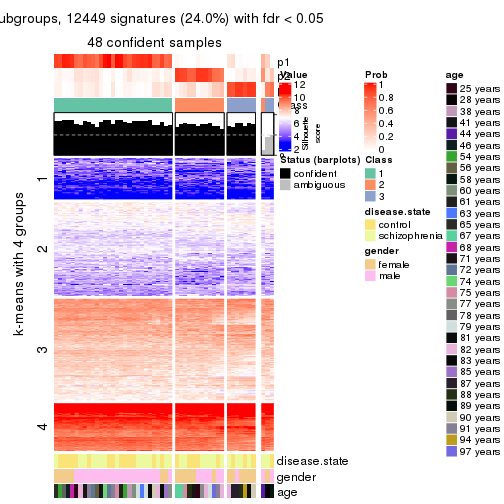 ubgroups, 12449 signatures (24.0%) with fdr < 0.05
48 confident samples
p1
p2
Class
Silhouette
score
k-means with 4 groups
1
2
3
4
disease.state
gender
age
Value
12
10
8
6
4
2
Status (barplots)
confident
ambiguous
Prob
1
0.8
0.6
0.4
0.2
0
Class
1
2
3
disease.state
control
schizophrenia
gender
female
male
age
25 years
28 years
38 years
41 years
44 years
46 years
54 years
56 years
58 years
60 years
61 years
63 years
65 years
67 years
68 years
71 years
72 years
74 years
75 years
77 years
78 years
79 years
81 years
82 years
83 years
85 years
87 years
88 years
89 years
90 years
91 years
94 years
97 years